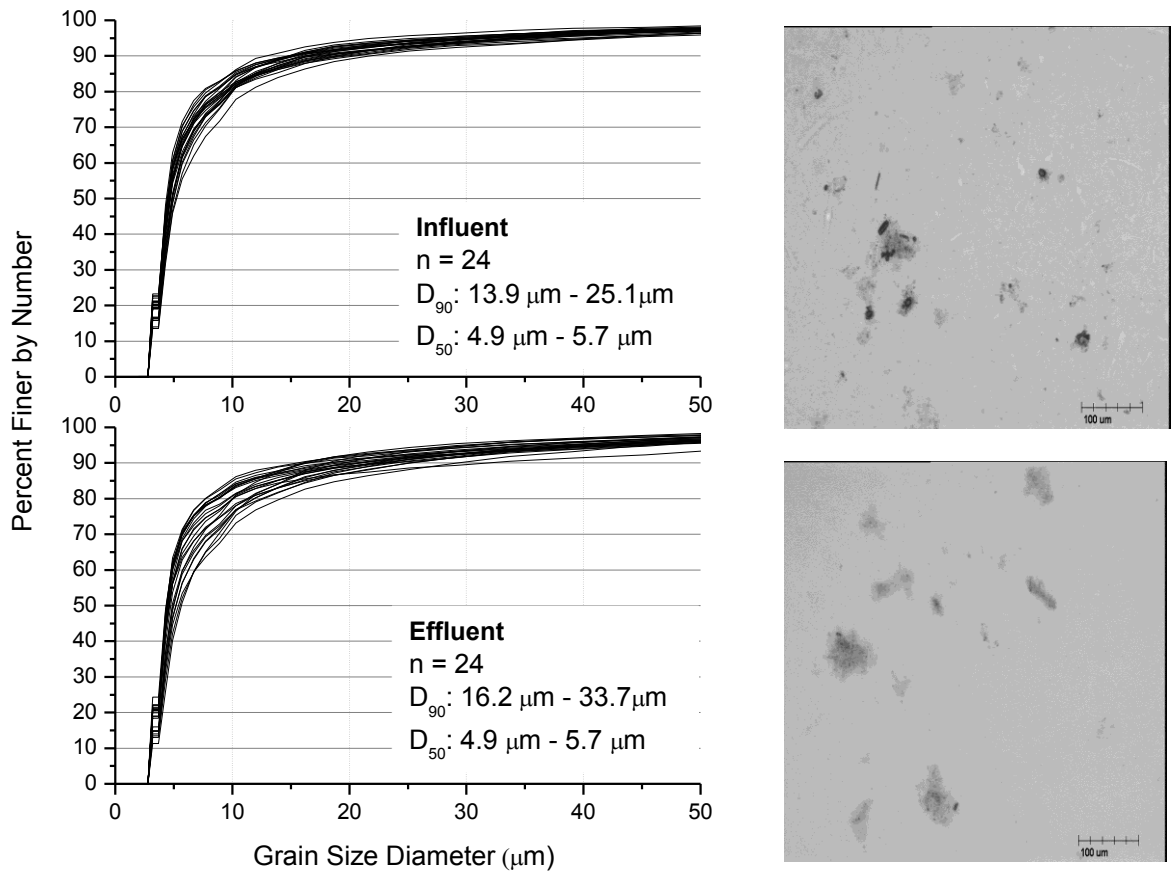 Percent Finer by Number
100
90
80
70
60
50
40
30
20
10
0
Influent
n = 24
D90: 13.9 μm - 25.1μm
D50: 4.9 μm - 5.7 μm
0 10 20 30 40 50
100 um
100
90
80
70
60
50
40
30
20
10
0
Effluent
n = 24
D90: 16.2 μm - 33.7μm
D50: 4.9 μm - 5.7 μm
0 10 20 30 40 50
Grain Size Diameter (μm)
100 um